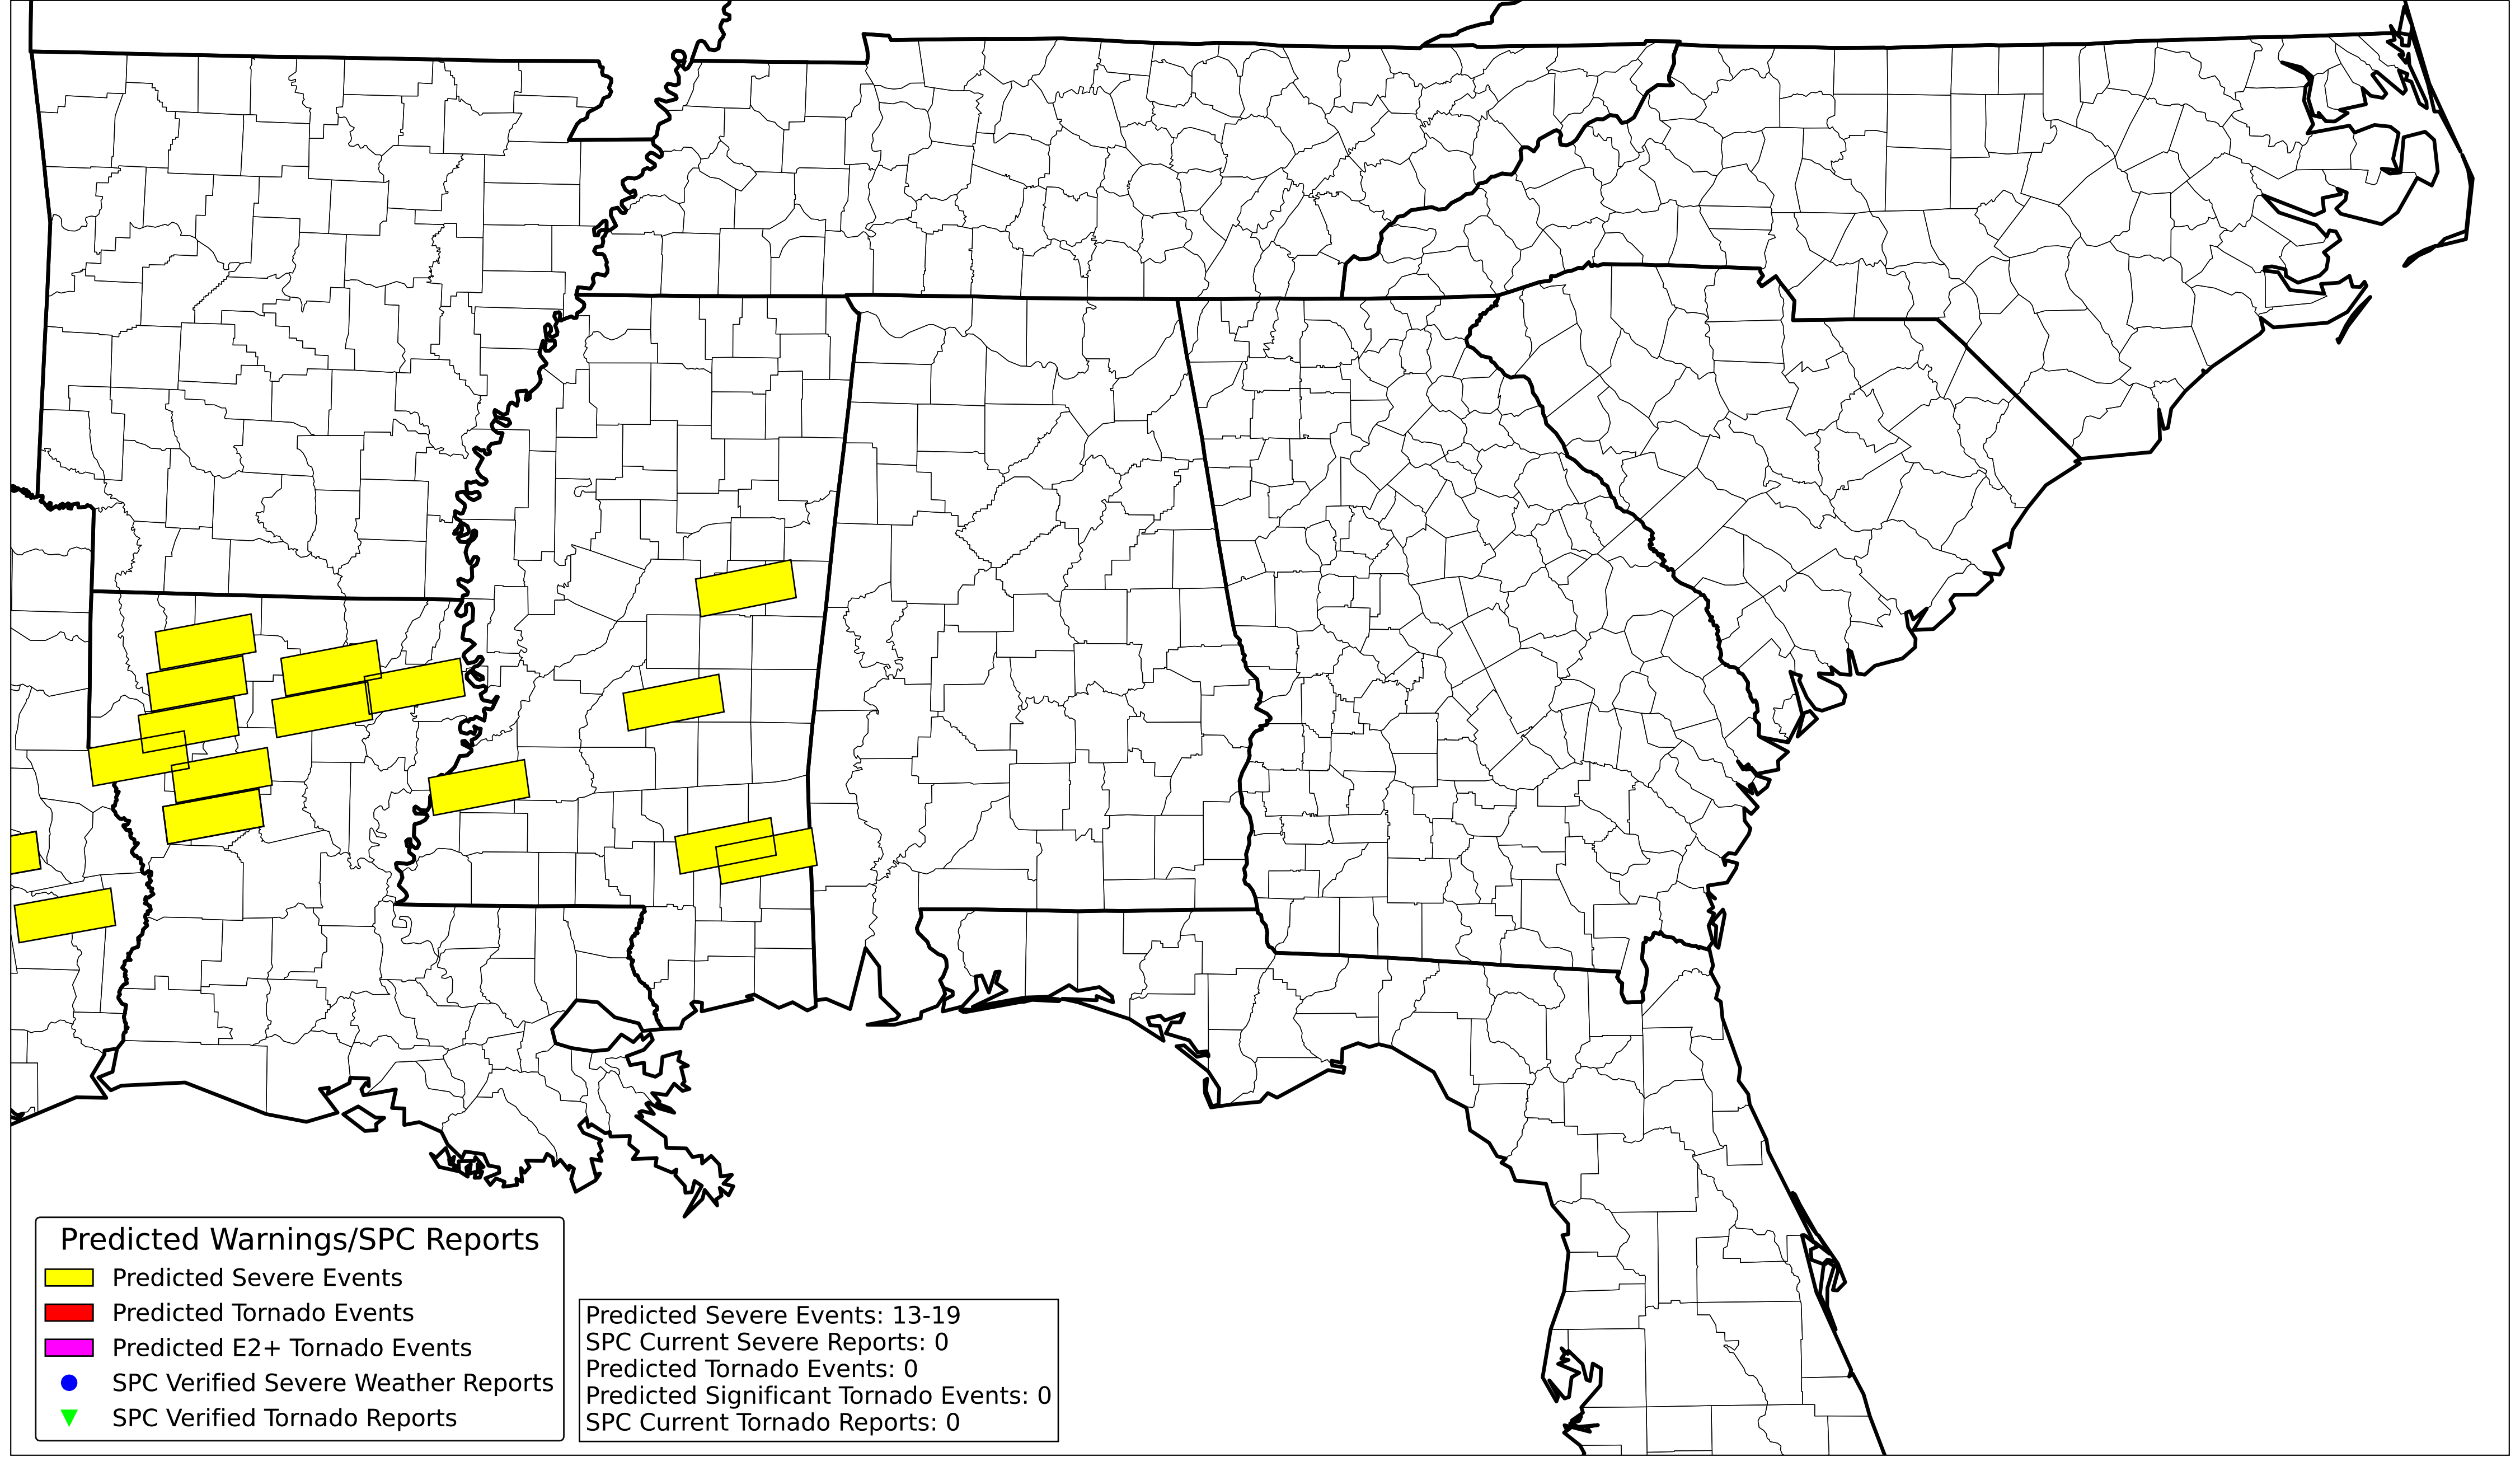 Predicted Warnings/SPC Reports
Predicted Severe Events
Predicted Tornado Events
Predicted E2+ Tornado Events
SPC Verified Severe Weather Reports
SPC Verified Tornado Reports
Predicted Severe Events: 13-19
SPC Current Severe Reports: 0
Predicted Tornado Events: 0
Predicted Significant Tornado Events: 0
SPC Current Tornado Reports: 0